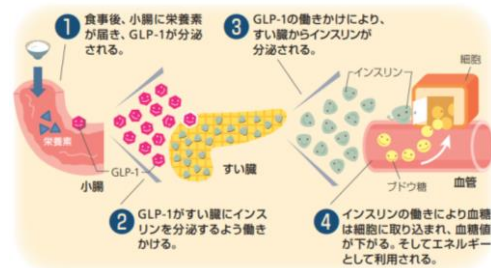 1 食事後、小腸に栄養素
が届き、GLP-1が分泌
される。
3 GLP-1の働きかけにより、
すい臓からインスリンが
分泌される。
細胞
インスリン
栄養素
GLP-1
小腸
すい臓
ブドウ糖
血管
2 GLP-1がすい臓にインス
リンを分泌するよう働き
かける。
4 インスリンの働きにより血糖
は細胞に取り込まれ、血糖値
が下がる。そしてエネルギー
として利用される。